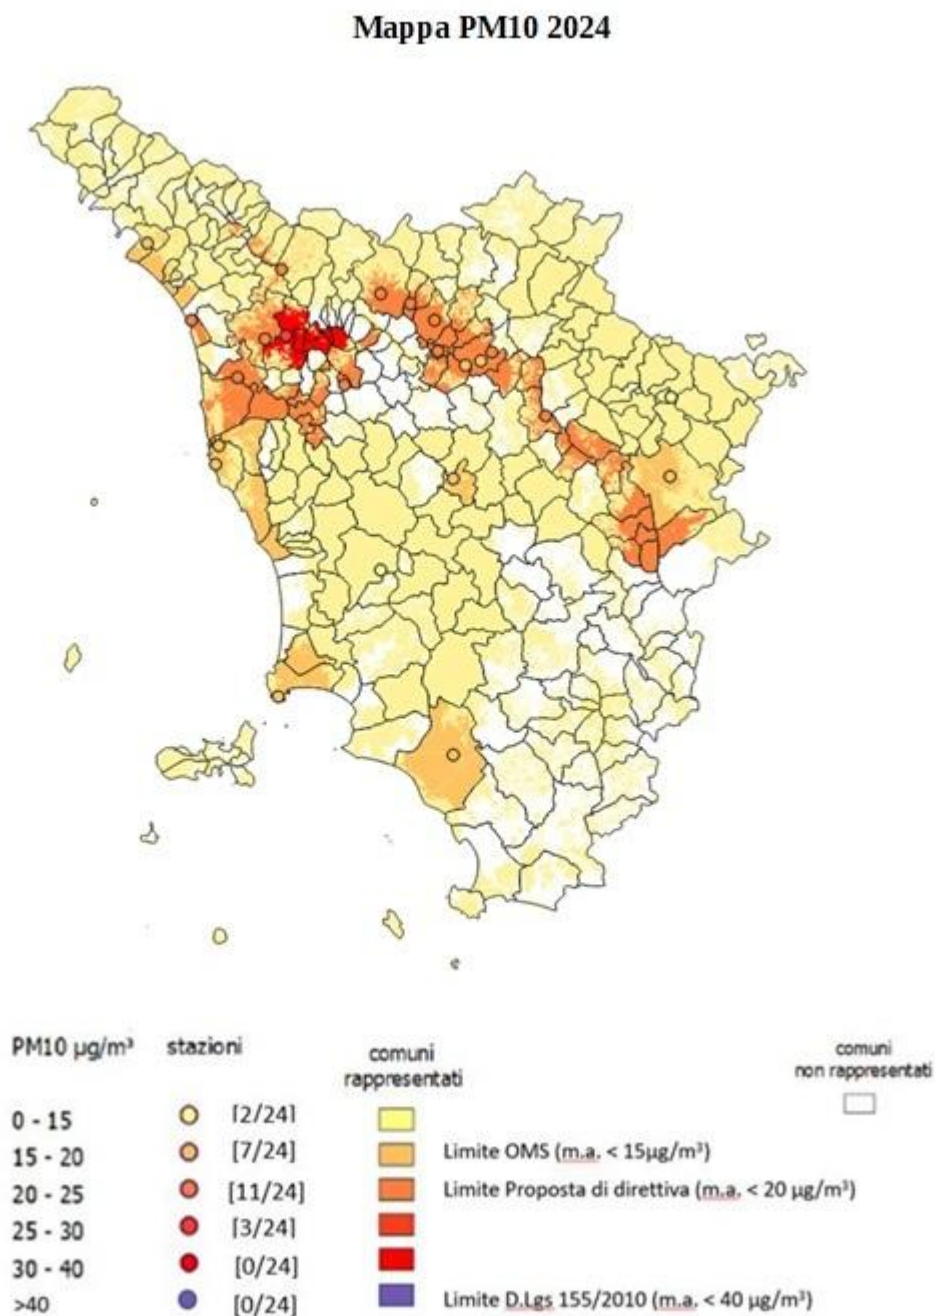 Mappa PM10 2024
PM10 µg/m³ stazioni comuni rappresentati comuni non rappresentati
0 - 15 [2/24]
15 - 20 [7/24] Limite OMS (m.a. < 15µg/m³)
20 - 25 [11/24] Limite Proposta di direttiva (m.a. < 20 µg/m³)
25 - 30 [3/24]
30 - 40 [0/24]
>40 [0/24] Limite D.Lgs 155/2010 (m.a. < 40 µg/m³)